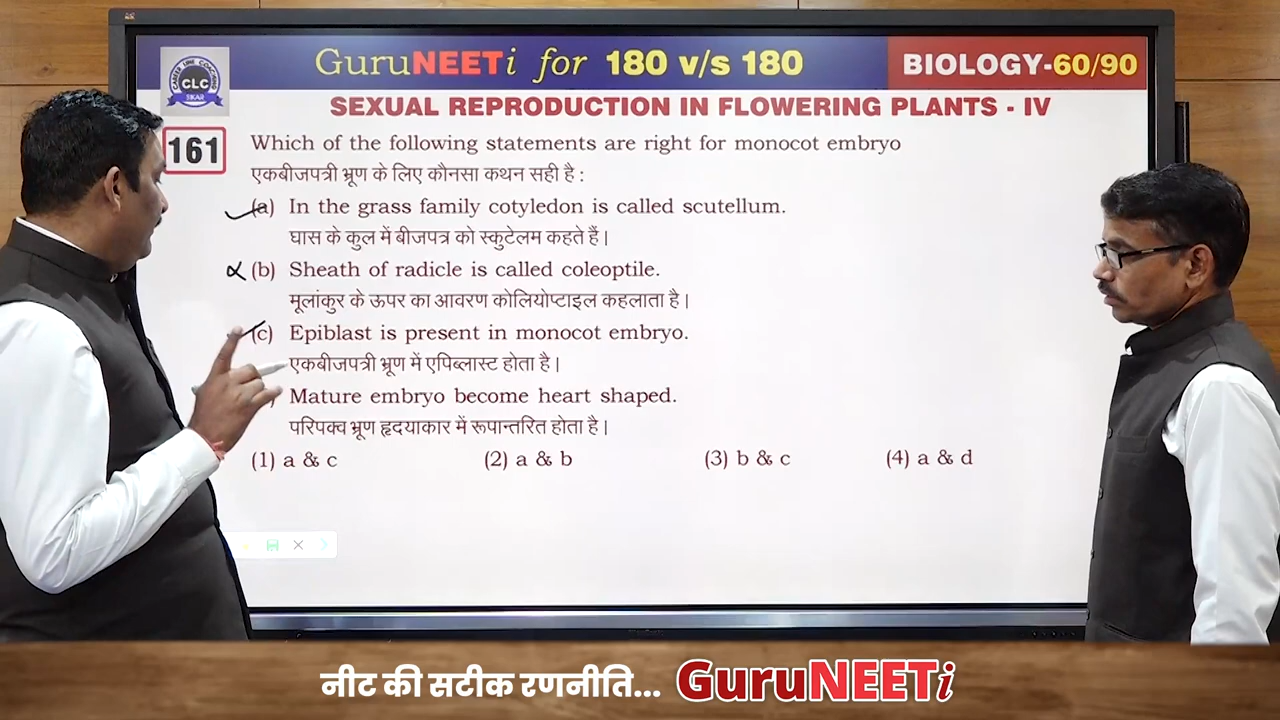 GuruNEETi for 180 v/s 180
BIOLOGY-60/90
CAREER LINE COACHING
CLC
SIKAR
SEXUAL REPRODUCTION IN FLOWERING PLANTS - IV
161 Which of the following statements are right for monocot embryo
एकबीजपत्री भ्रूण के लिए कौनसा कथन सही है :
(a) In the grass family cotyledon is called scutellum.
घास के कुल में बीजपत्र को स्कुटेलम कहते हैं।
(b) Sheath of radicle is called coleoptile.
मूलांकुर के ऊपर का आवरण कोलियोप्टाइल कहलाता है।
(c) Epiblast is present in monocot embryo.
एकबीजपत्री भ्रूण में एपिब्लास्ट होता है।
Mature embryo become heart shaped.
परिपक्व भ्रूण हृदयाकार में रूपान्तरित होता है।
(1) a & c (2) a & b (3) b & c (4) a & d
नीट की सटीक रणनीति... GuruNEETi